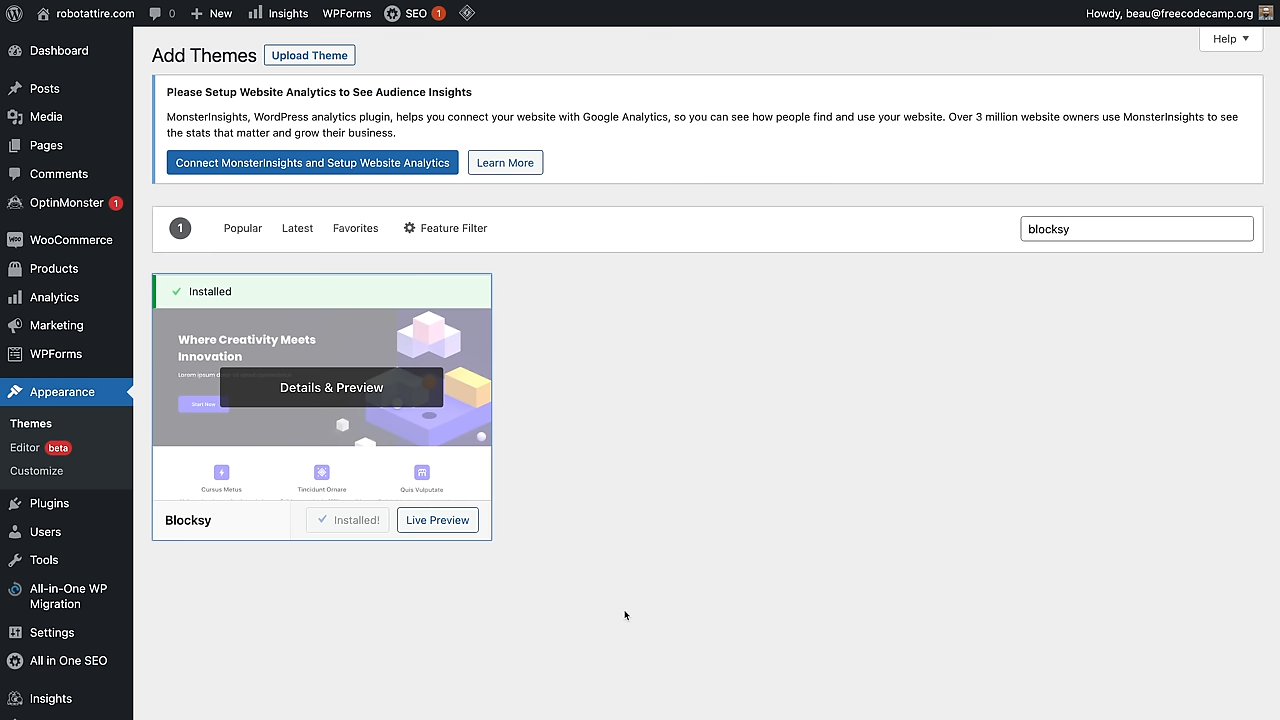 robotattire.com
0
New
Insights
WPForms
SEO
1
Howdy, beau@freecodecamp.org
Dashboard
Posts
Media
Pages
Comments
OptinMonster 1
WooCommerce
Products
Analytics
Marketing
WPForms
Appearance
Themes
Editor beta
Customize
Plugins
Users
Tools
All-in-One WP
Migration
Settings
All in One SEO
Insights
Help
Add Themes
Upload Theme
Please Setup Website Analytics to See Audience Insights
MonsterInsights, WordPress analytics plugin, helps you connect your website with Google Analytics, so you can see how people find and use your website. Over 3 million website owners use MonsterInsights to see
the stats that matter and grow their business.
Connect MonsterInsights and Setup Website Analytics
Learn More
1
Popular
Latest
Favorites
Feature Filter
blocksy
Installed
Where Creativity Meets
Innovation
Lorem ipsum
Details & Preview
Start Now
Cursus Metus
Tincidunt Ornare
Quis Vulputate
Blocksy
Installed!
Live Preview